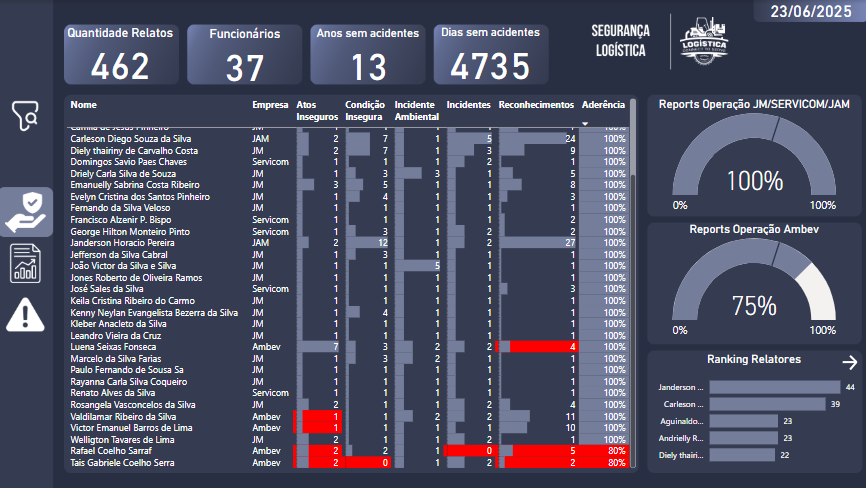 23/06/2025
Quantidade Relatos
462
Funcionários
37
Anos sem acidentes
13
Dias sem acidentes
4735
SEGURANÇA
LOGÍSTICA
LOGÍSTICA
Nome Empresa Atos Inseguros Condição Insegura Incidente Ambiental Incidentes Reconhecimentos Aderência
Camila de Jesus Pinheiro JM 1 1 1 1 1 100%
Carleson Diego Souza da Silva JAM 2 7 1 5 24 100%
Diely thairiny de Carvalho Costa JM 2 7 1 3 9 100%
Domingos Savio Paes Chaves Servicom 1 1 1 2 1 100%
Driely Carla Silva de Souza JM 1 3 3 1 5 100%
Emanuelly Sabrina Costa Ribeiro JM 3 5 1 1 8 100%
Evelyn Cristina dos Santos Pinheiro JM 1 4 1 1 3 100%
Fernando da Silva Veloso JM 1 1 1 1 1 100%
Francisco Alzenir P. Bispo Servicom 1 1 1 1 2 100%
George Hilton Monteiro Pinto Servicom 1 3 1 2 2 100%
Janderson Horacio Pereira JAM 2 12 1 2 27 100%
Jefferson da Silva Cabral JM 1 3 1 1 1 100%
João Victor da Silva e Silva JM 1 1 5 1 1 100%
Jones Roberto de Oliveira Ramos JM 1 1 1 1 1 100%
José Sales da Silva Servicom 1 1 1 1 3 100%
Keila Cristina Ribeiro do Carmo JM 1 1 1 1 1 100%
Kenny Neylan Evangelista Bezerra da Silva JM 1 4 1 1 1 100%
Kleber Anacleto da Silva JM 1 1 1 1 1 100%
Leandro Vieira da Cruz JM 1 1 1 1 1 100%
Luena Seixas Fonseca Ambev 7 3 2 2 4 100%
Marcelo da Silva Farias JM 1 3 2 1 1 100%
Paulo Fernando de Sousa Sa JM 1 1 1 1 1 100%
Rayanna Carla Silva Coqueiro JM 1 1 1 1 1 100%
Renato Alves da Silva Servicom 1 1 1 1 1 100%
Rosangela Vasconcelos da Silva JM 2 1 1 2 4 100%
Valdilamar Ribeiro da Silva Ambev 1 1 2 2 11 100%
Victor Emanuel Barros de Lima Ambev 1 1 1 1 10 100%
Welligton Tavares de Lima JM 2 1 1 2 1 100%
Rafael Coelho Sarraf Ambev 2 2 1 0 5 80%
Tais Gabriele Coelho Serra Ambev 2 0 1 2 2 80%
Reports Operação JM/SERVICOM/JAM
100%
0% 100%
Reports Operação Ambev
75%
0% 100%
Ranking Relatores
Janderson ... 44
Carleson ... 39
Aguinaldo... 23
Andrielly R... 23
Diely thairi... 22